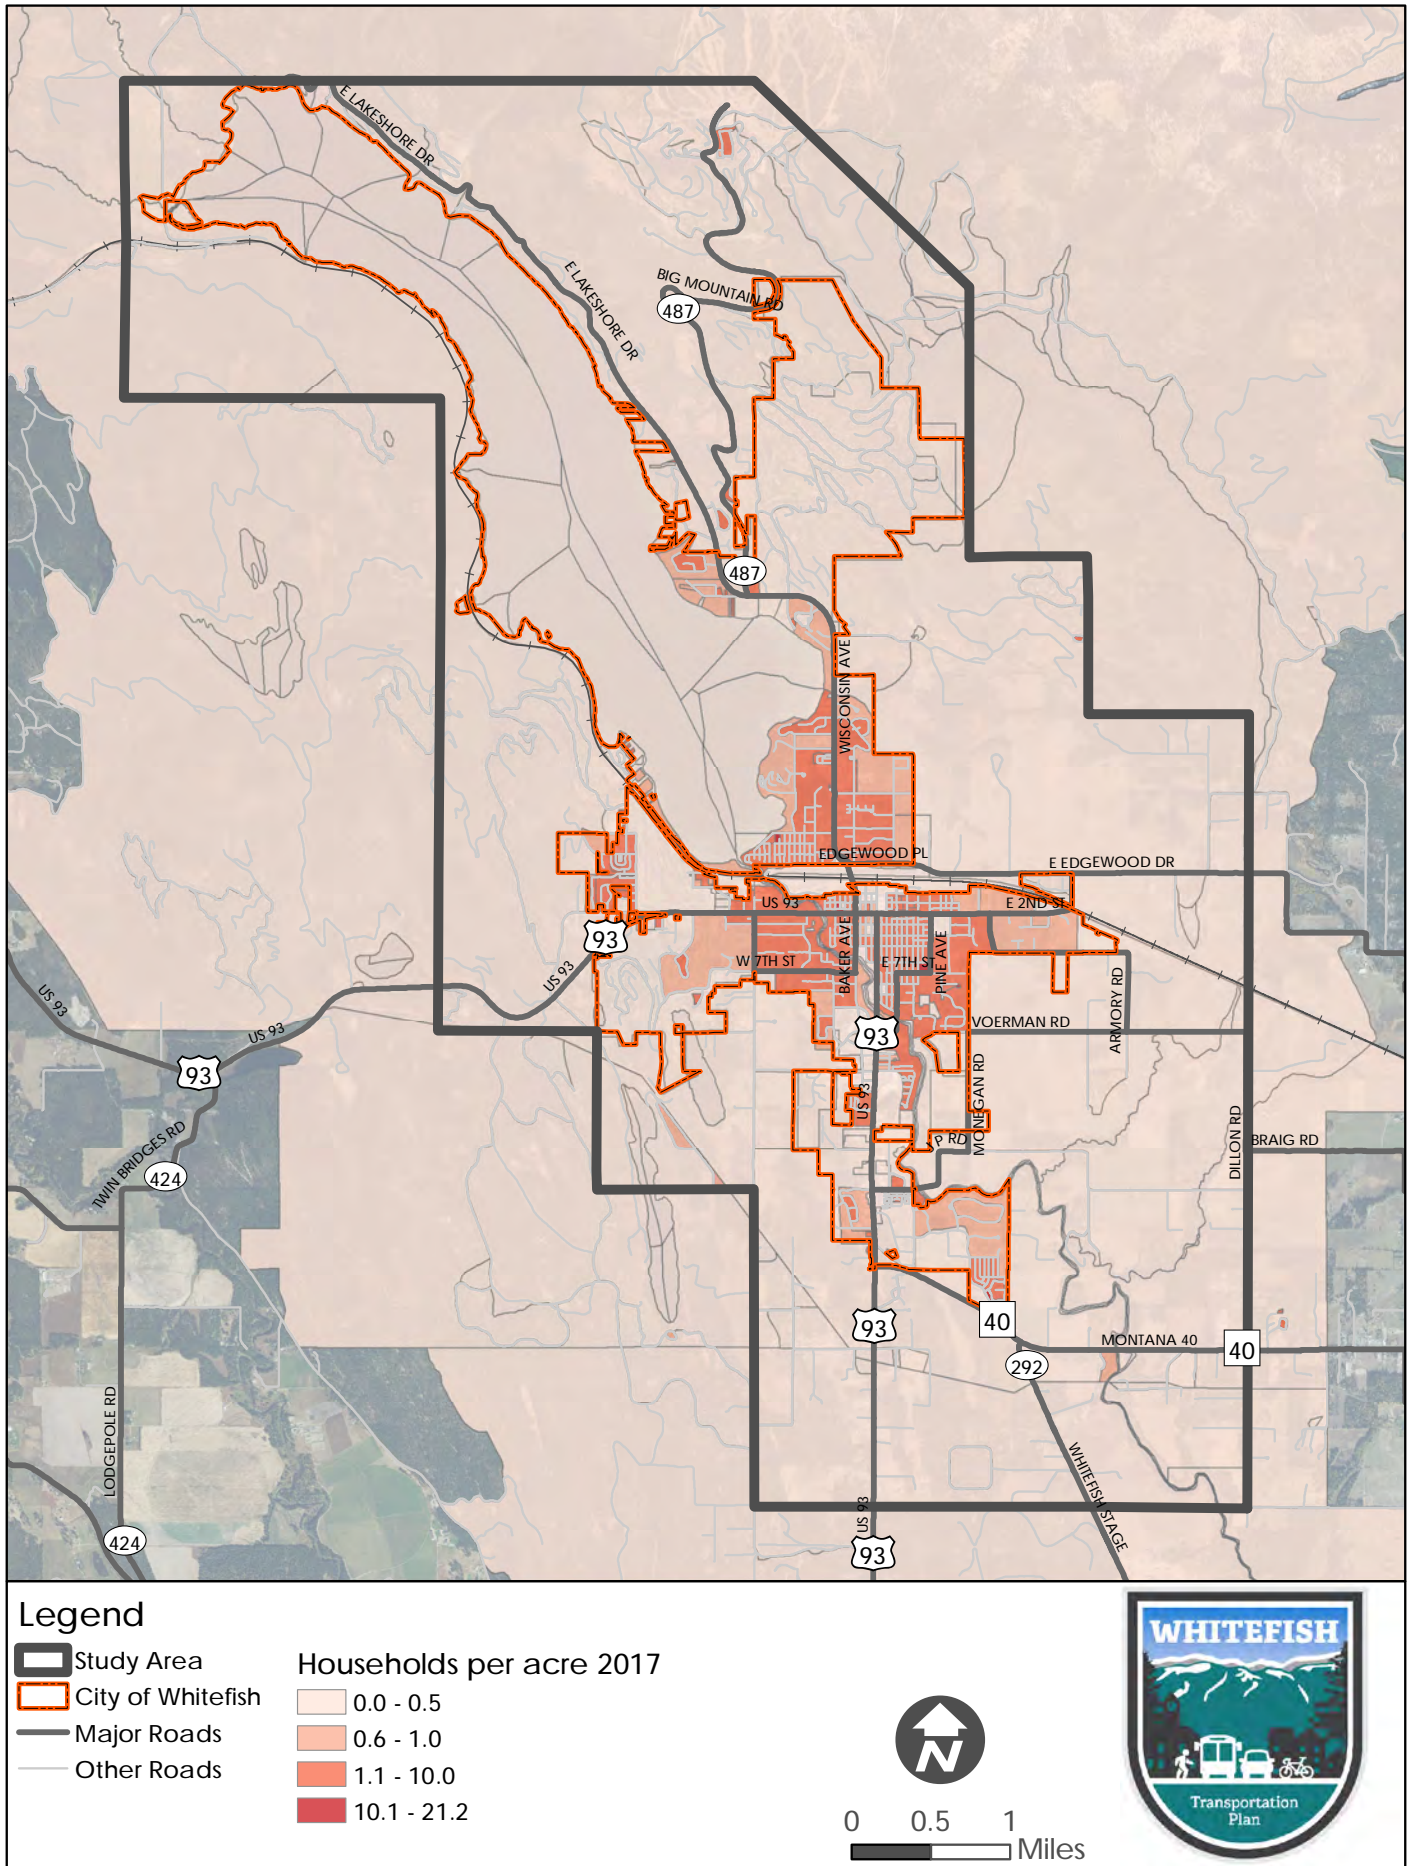 E LAKESHORE DR
E LAKESHORE DR
BIG MOUNTAIN RD
487
487
WISCONSIN AVE
EDGEWOOD PL
E EDGEWOOD DR
US 93
E 2ND ST
93
BAKER AVE
PINE AVE
W 7TH ST
E 7TH ST
US 93
US 93
US 93
93
ARMORY RD
VOERMAN RD
93
US 93
MONEGAN RD
DILLON RD
BRAIG RD
J P RD
TWIN BRIDGES RD
424
93
40
MONTANA 40
40
292
LODGEPOLE RD
WHITEFISH STAGE
US 93
424
93
Legend
Study Area
City of Whitefish
Major Roads
Other Roads
Households per acre 2017
0.0 - 0.5
0.6 - 1.0
1.1 - 10.0
10.1 - 21.2
N
0 0.5 1
Miles
WHITEFISH
Transportation
Plan